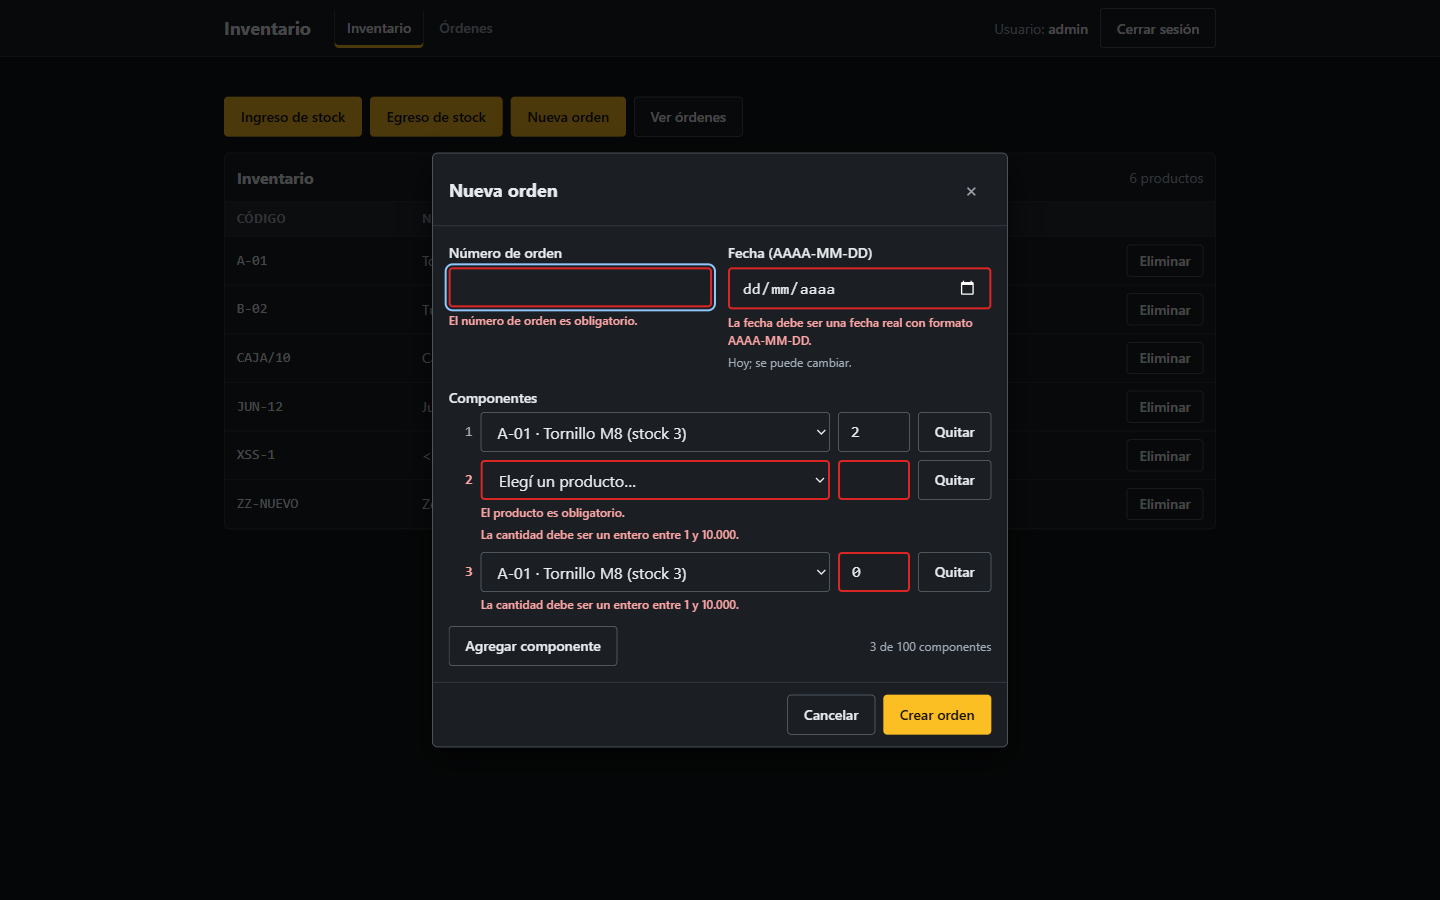 Inventario
Inventario
Órdenes
Usuario: admin
Cerrar sesión
Ingreso de stock
Egreso de stock
Nueva orden
Ver órdenes
Inventario
6 productos
CÓDIGO
A-01
Eliminar
B-02
Eliminar
CAJA/10
Eliminar
JUN-12
Eliminar
XSS-1
Eliminar
ZZ-NUEVO
Eliminar
Nueva orden
×
Número de orden
Fecha (AAAA-MM-DD)
dd/mm/aaaa
El número de orden es obligatorio.
La fecha debe ser una fecha real con formato
AAAA-MM-DD.
Hoy; se puede cambiar.
Componentes
1
A-01 · Tornillo M8 (stock 3)
2
Quitar
2
Elegí un producto...
Quitar
El producto es obligatorio.
La cantidad debe ser un entero entre 1 y 10.000.
3
A-01 · Tornillo M8 (stock 3)
0
Quitar
La cantidad debe ser un entero entre 1 y 10.000.
Agregar componente
3 de 100 componentes
Cancelar
Crear orden